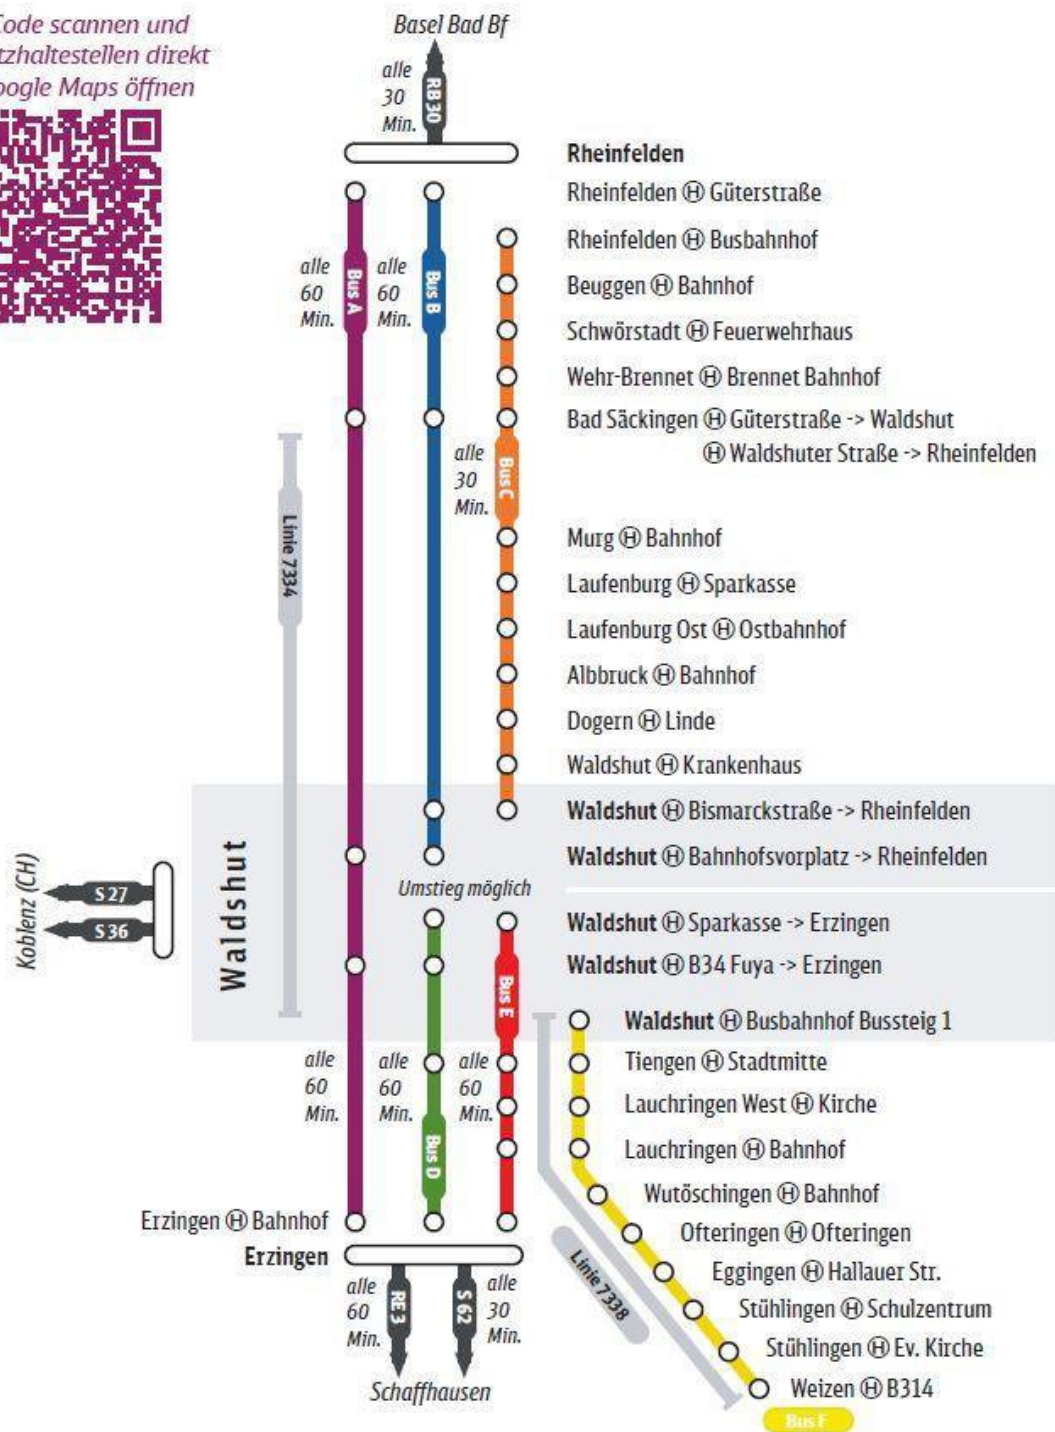 Code scannen und
tzhaltestellen direkt
oogle Maps öffnen
Basel Bad Bf
alle
30
Min.
RB 30
Rheinfelden
Rheinfelden Ⓗ Güterstraße
Rheinfelden Ⓗ Busbahnhof
alle
60
Min.
Bus A
alle
60
Min.
Bus B
Beuggen Ⓗ Bahnhof
Schwörstadt Ⓗ Feuerwehrhaus
Wehr-Brennet Ⓗ Brennet Bahnhof
Bad Säckingen Ⓗ Güterstraße -> Waldshut
Ⓗ Waldshuter Straße -> Rheinfelden
alle
30
Min.
Bus C
Linie 7334
Murg Ⓗ Bahnhof
Laufenburg Ⓗ Sparkasse
Laufenburg Ost Ⓗ Ostbahnhof
Albbruck Ⓗ Bahnhof
Dogern Ⓗ Linde
Waldshut Ⓗ Krankenhaus
Waldshut Ⓗ Bismarckstraße -> Rheinfelden
Waldshut Ⓗ Bahnhofsvorplatz -> Rheinfelden
Umstieg möglich
Koblenz (CH)
S 27
S 36
Waldshut
Waldshut Ⓗ Sparkasse -> Erzingen
Waldshut Ⓗ B34 Fuya -> Erzingen
Bus E
Waldshut Ⓗ Busbahnhof Bussteig 1
alle
60
Min.
alle
60
Min.
Bus D
alle
60
Min.
Tiengen Ⓗ Stadtmitte
Lauchringen West Ⓗ Kirche
Lauchringen Ⓗ Bahnhof
Wutöschingen Ⓗ Bahnhof
Erzingen Ⓗ Bahnhof
Ofteringen Ⓗ Ofteringen
Erzingen
Eggingen Ⓗ Hallauer Str.
Linie 7338
alle
60
Min.
RE 3
S 62
alle
30
Min.
Stühlingen Ⓗ Schulzentrum
Stühlingen Ⓗ Ev. Kirche
Schaffhausen
Weizen Ⓗ B314
Bus F